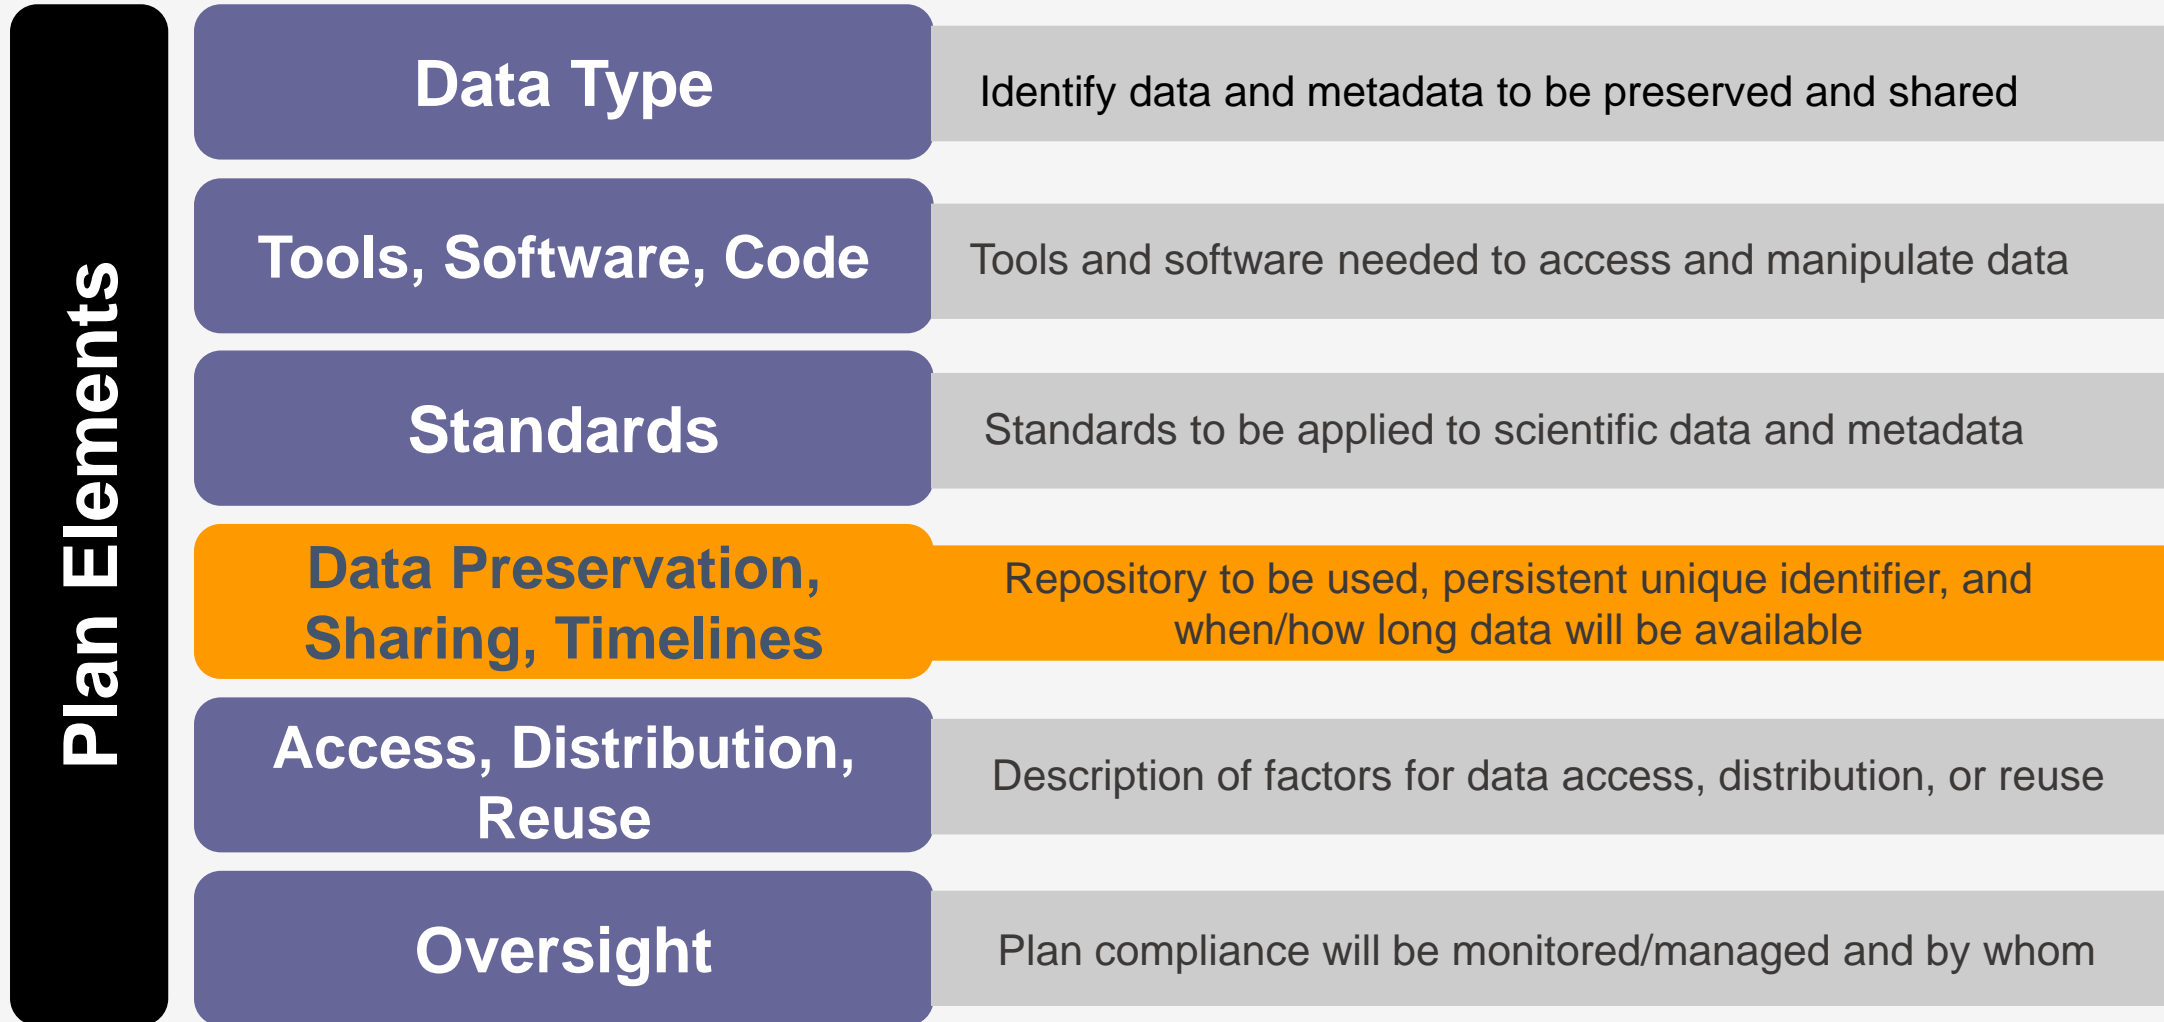 Plan Elements
Data Type
Identify data and metadata to be preserved and shared
Tools, Software, Code
Tools and software needed to access and manipulate data
Standards
Standards to be applied to scientific data and metadata
Data Preservation,
Sharing, Timelines
Repository to be used, persistent unique identifier, and
when/how long data will be available
Access, Distribution,
Reuse
Description of factors for data access, distribution, or reuse
Oversight
Plan compliance will be monitored/managed and by whom